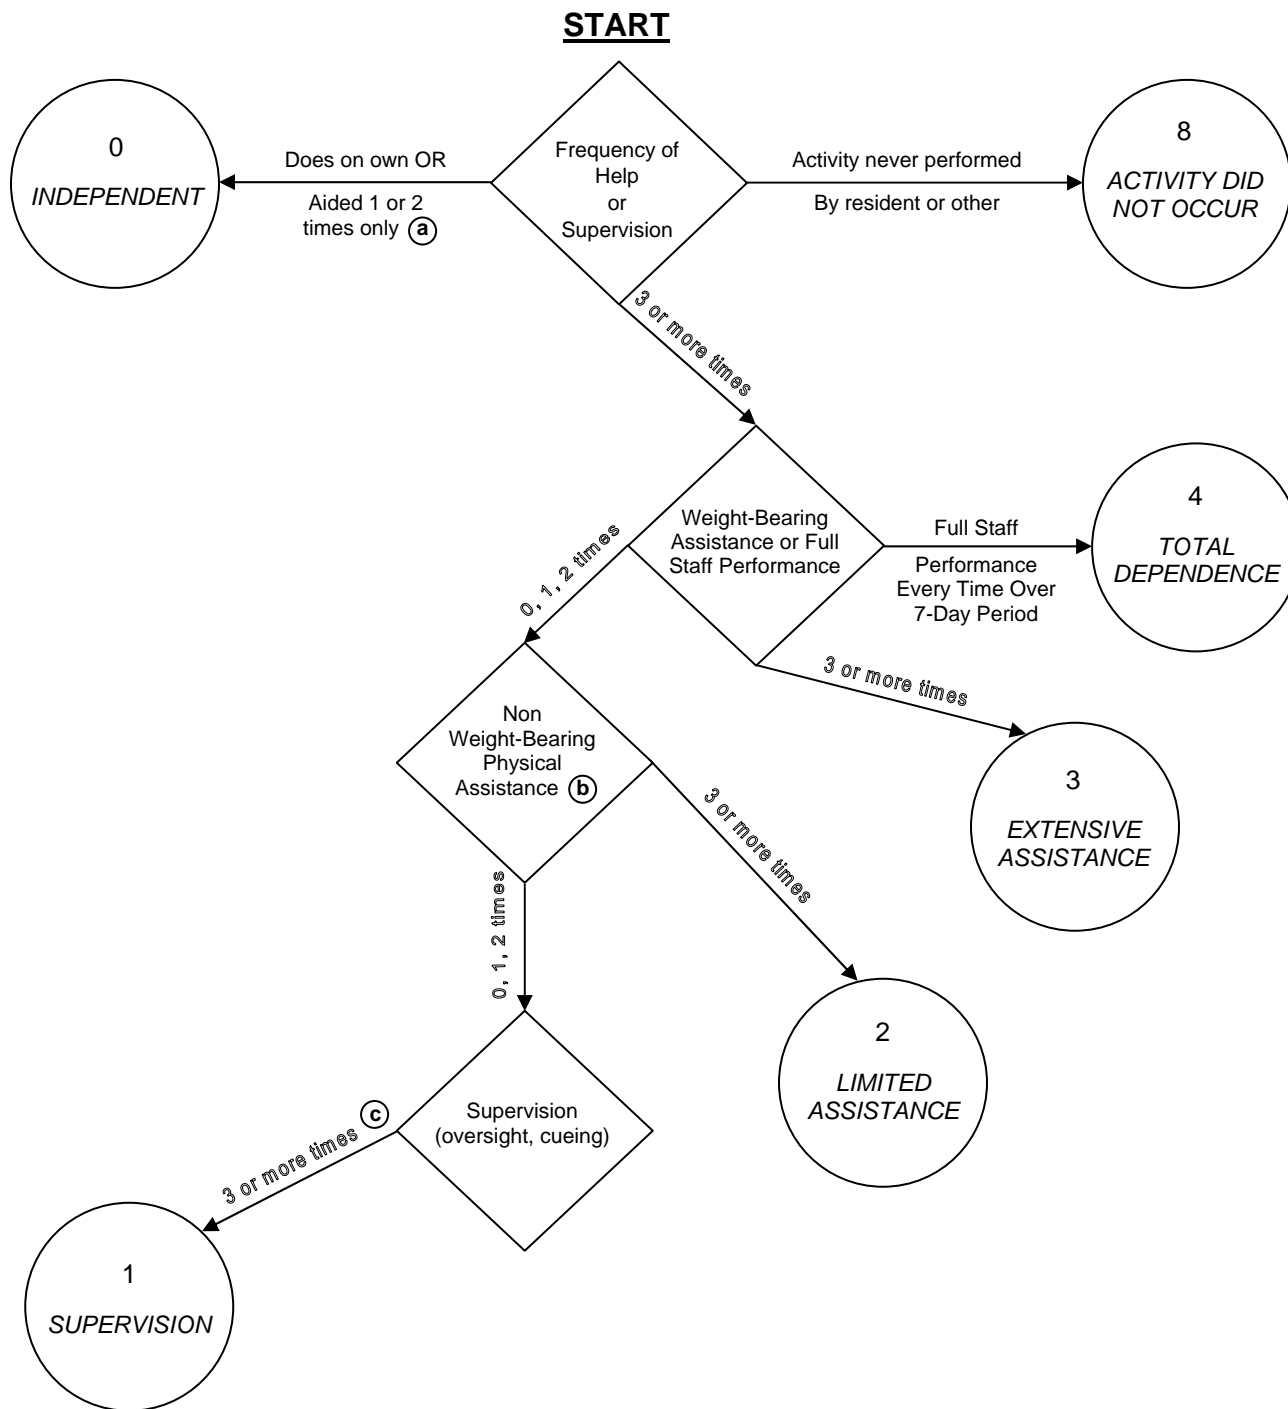 START
0
INDEPENDENT
Does on own OR
Aided 1 or 2
times only a
Frequency of
Help
or
Supervision
Activity never performed
By resident or other
8
ACTIVITY DID
NOT OCCUR
3 or more times
Weight-Bearing
Assistance or Full
Staff Performance
Full Staff
Performance
Every Time Over
7-Day Period
4
TOTAL
DEPENDENCE
0, 1, 2 times
3 or more times
3
EXTENSIVE
ASSISTANCE
Non
Weight-Bearing
Physical
Assistance b
3 or more times
2
LIMITED
ASSISTANCE
0, 1, 2 times
Supervision
(oversight, cueing)
3 or more times c
1
SUPERVISION